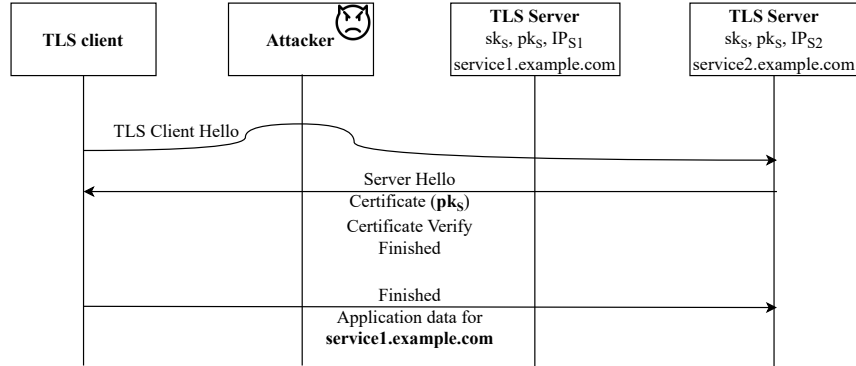 TLS client
Attacker
TLS Server
skS, pkS, IPS1
service1.example.com
TLS Server
skS, pkS, IPS2
service2.example.com
TLS Client Hello
Server Hello
Certificate (pkS)
Certificate Verify
Finished
Finished
Application data for
service1.example.com